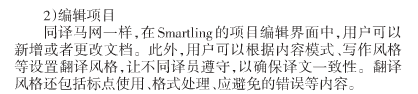 2)编辑项目
同译马网一样,在Smartling的项目编辑界面中,用户可以
新增或者更改文档。此外,用户可以根据内容模式、写作风格
等设置翻译风格,让不同译员遵守,以确保译文一致性。翻译
风格还包括标点使用、格式处理、应避免的错误等内容。